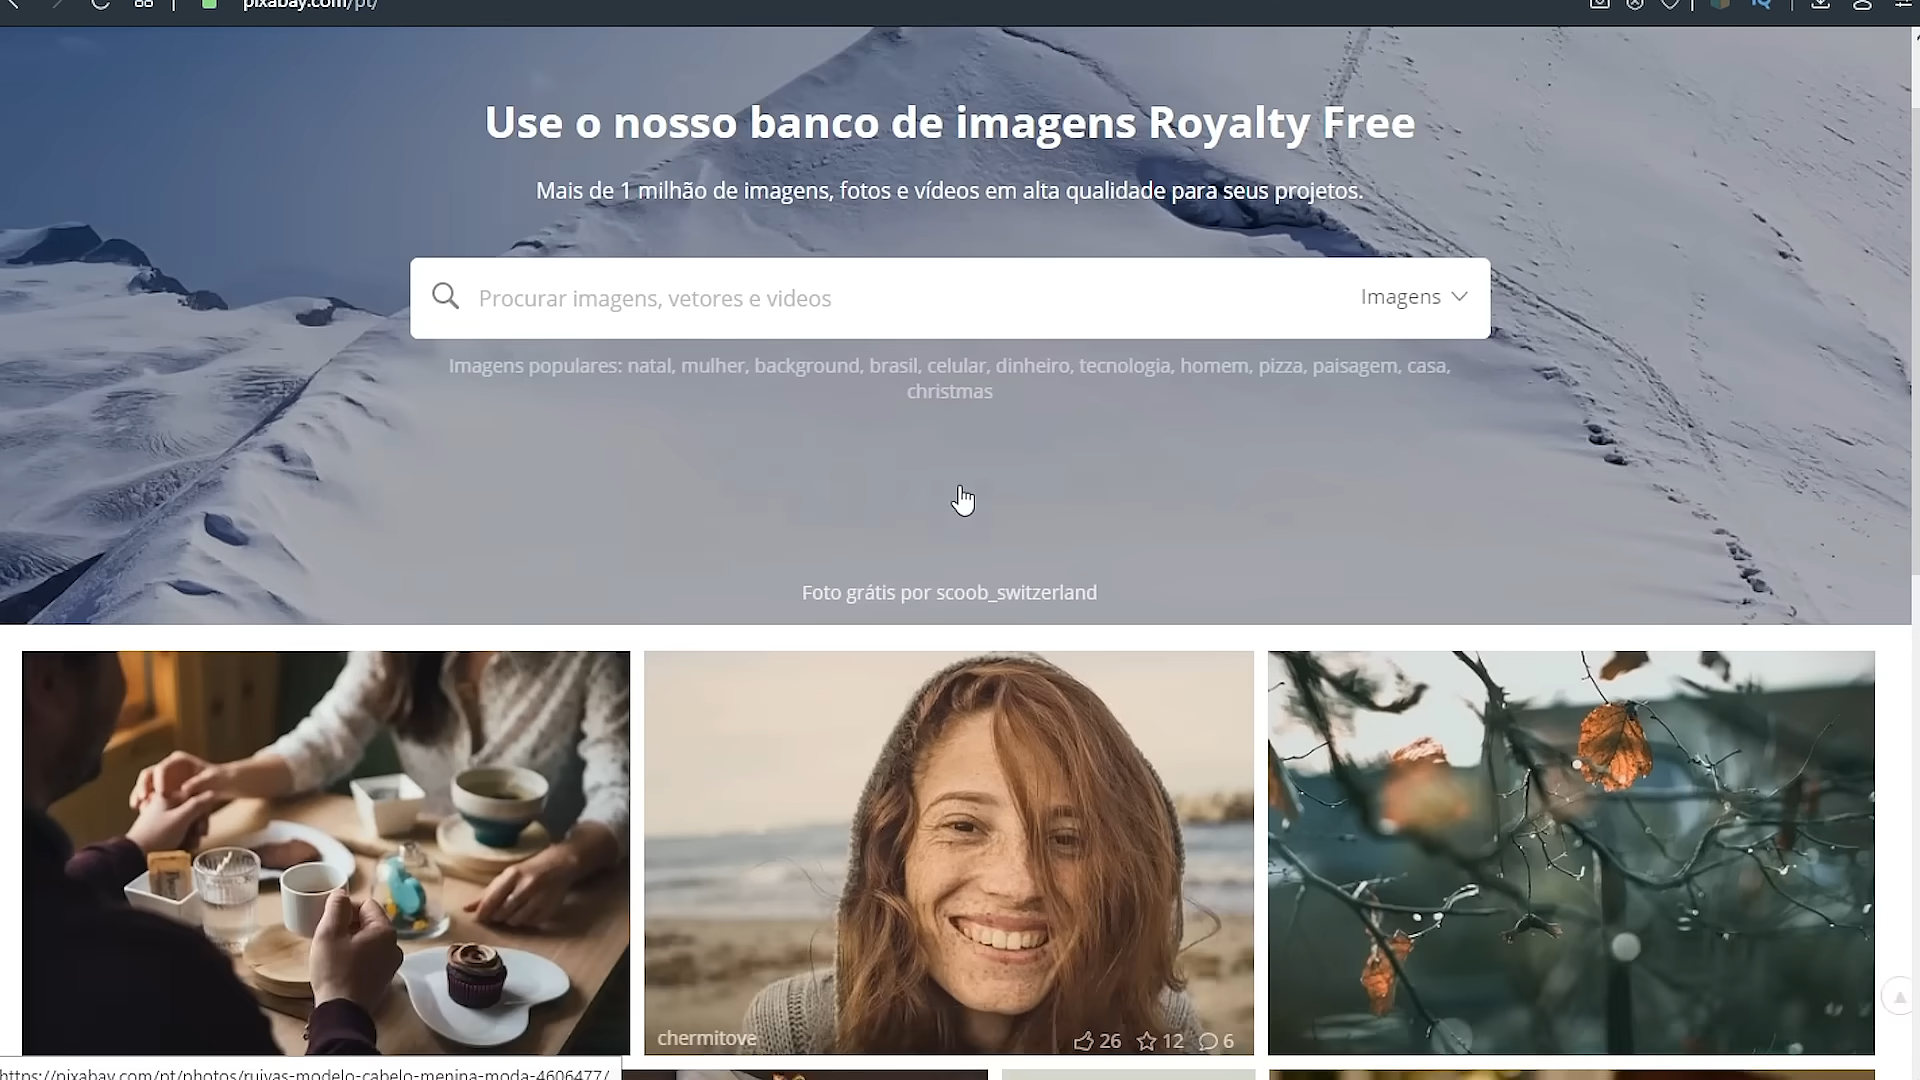 pixabay.com/pt/
Use o nosso banco de imagens Royalty Free
Mais de 1 milhão de imagens, fotos e vídeos em alta qualidade para seus projetos.
Procurar imagens, vetores e videos
Imagens
Imagens populares: natal, mulher, background, brasil, celular, dinheiro, tecnologia, homem, pizza, paisagem, casa,
christmas
Foto grátis por scoob_switzerland
chermitove
26
12
6
https://pixabay.com/pt/photos/ruivas-modelo-cabelo-menina-moda-4606477/